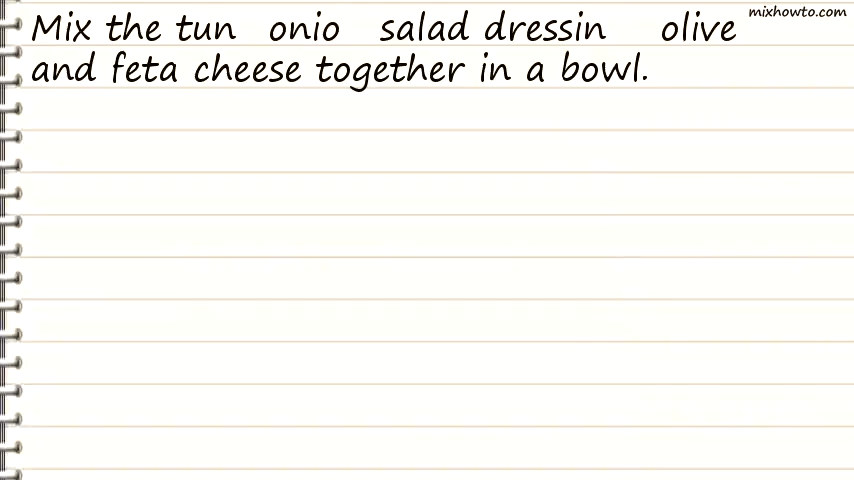 mixhowto.com
Mix the tun onio salad dressin olive
and feta cheese together in a bowl.